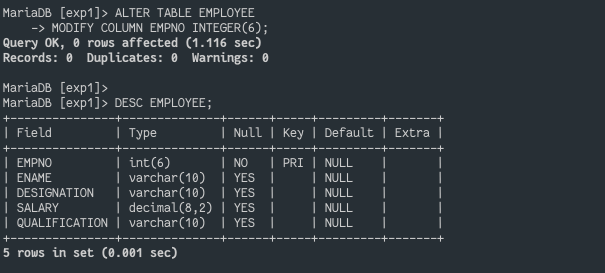 MariaDB [exp1]> ALTER TABLE EMPLOYEE
    -> MODIFY COLUMN EMPNO INTEGER(6);
Query OK, 0 rows affected (1.116 sec)
Records: 0  Duplicates: 0  Warnings: 0

MariaDB [exp1]>
MariaDB [exp1]> DESC EMPLOYEE;
+---------------+--------------+------+-----+---------+-------+
| Field         | Type         | Null | Key | Default | Extra |
+---------------+--------------+------+-----+---------+-------+
| EMPNO         | int(6)       | NO   | PRI | NULL    |       |
| ENAME         | varchar(10)  | YES  |     | NULL    |       |
| DESIGNATION   | varchar(10)  | YES  |     | NULL    |       |
| SALARY        | decimal(8,2) | YES  |     | NULL    |       |
| QUALIFICATION | varchar(10)  | YES  |     | NULL    |       |
+---------------+--------------+------+-----+---------+-------+
5 rows in set (0.001 sec)